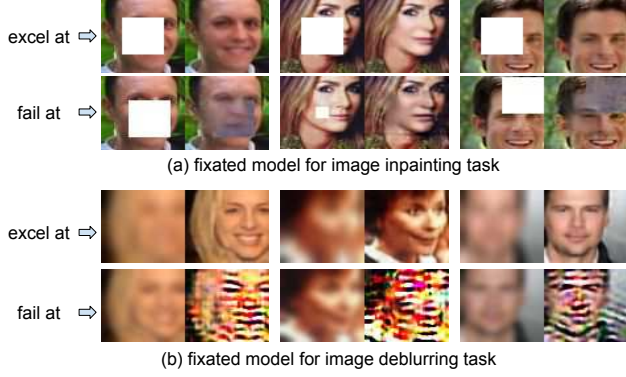 excel at
fail at
(a) fixated model for image inpainting task
excel at
fail at
(b) fixated model for image deblurring task